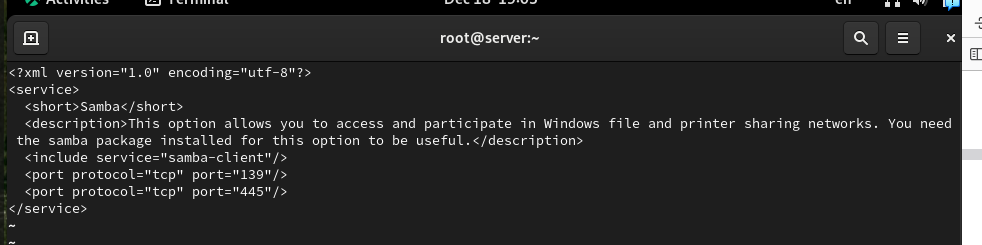 Activities Terminal Dec 18 19:05 en
root@server:~
<?xml version="1.0" encoding="utf-8"?>
<service>
  <short>Samba</short>
  <description>This option allows you to access and participate in Windows file and printer sharing networks. You need
 the samba package installed for this option to be useful.</description>
  <include service="samba-client"/>
  <port protocol="tcp" port="139"/>
  <port protocol="tcp" port="445"/>
</service>
~
~